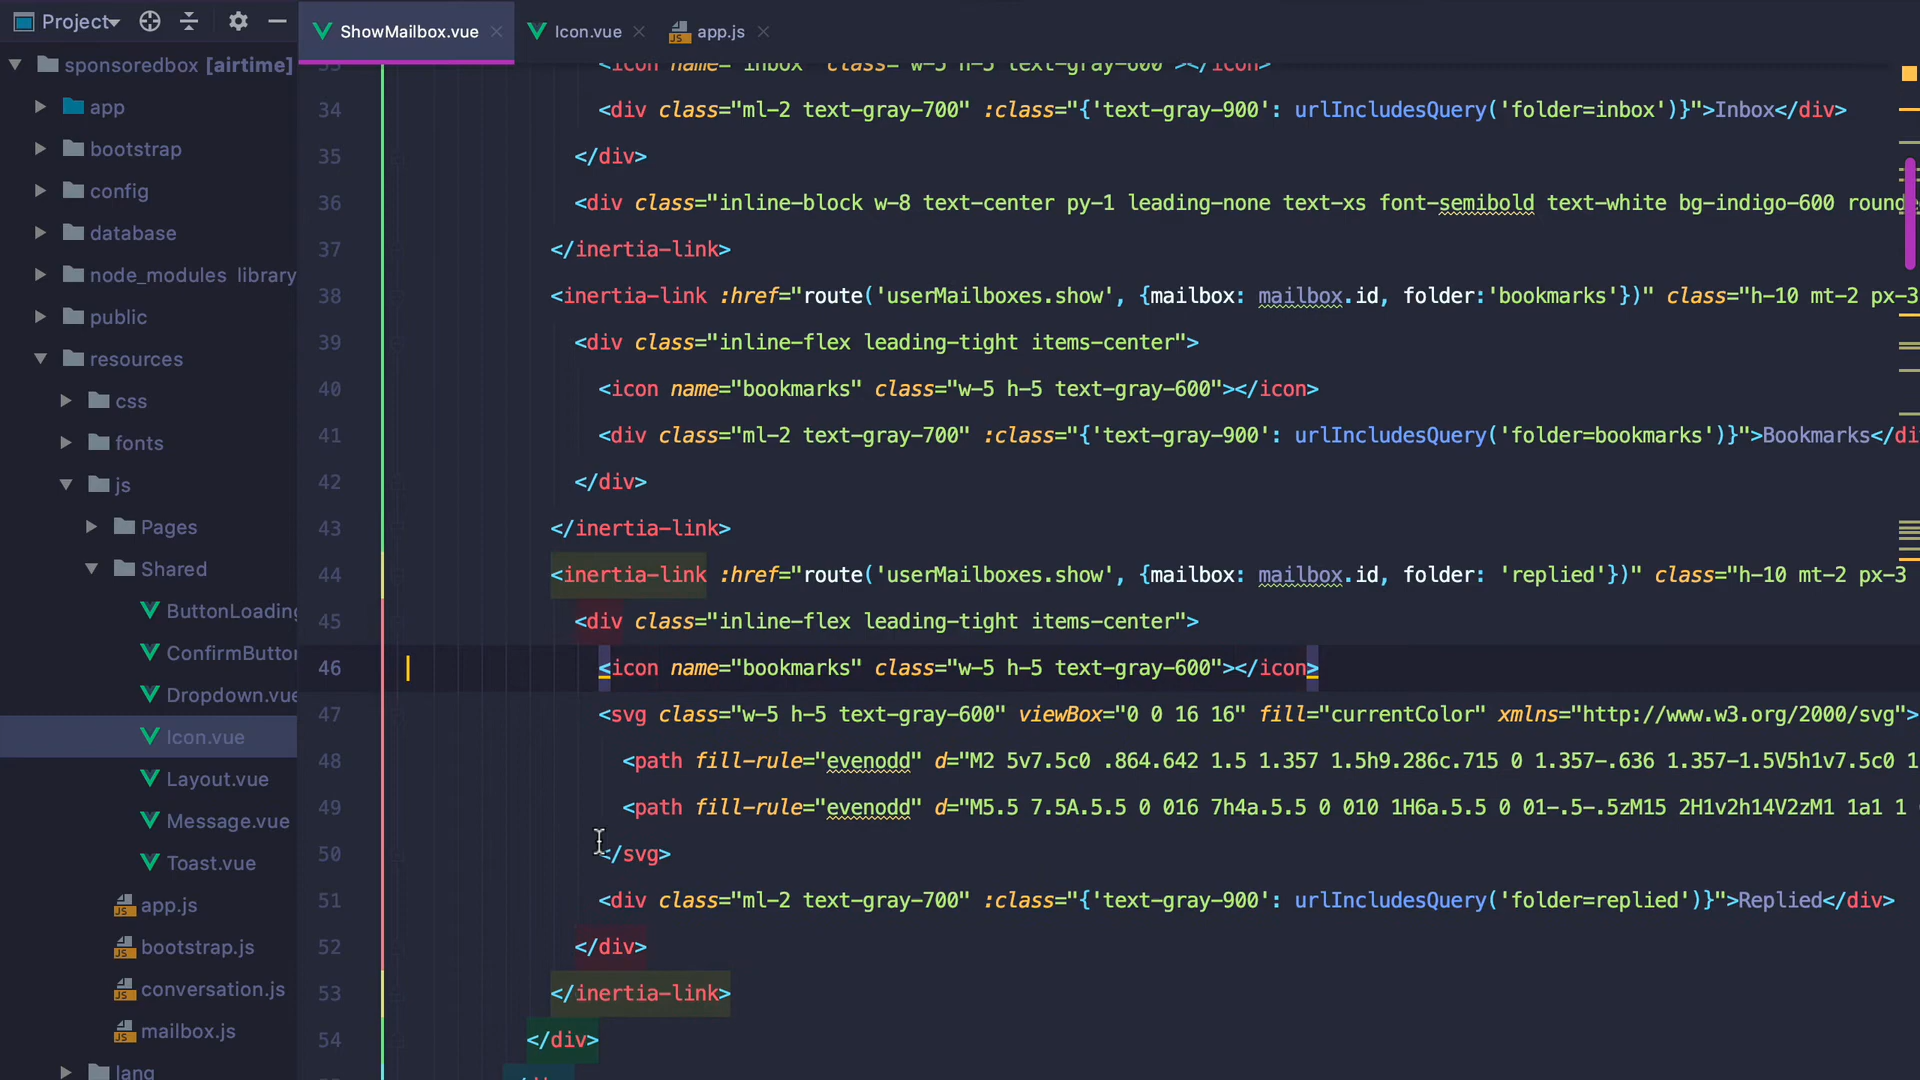 Project
ShowMailbox.vue
Icon.vue
app.js
sponsoredbox [airtime]
app
bootstrap
config
database
node_modules library
public
resources
css
fonts
js
Pages
Shared
ButtonLoading
ConfirmButton
Dropdown.vue
Icon.vue
Layout.vue
Message.vue
Toast.vue
app.js
bootstrap.js
conversation.js
mailbox.js
lang
33 <icon name="inbox" class="w-5 h-5 text-gray-600"></icon>
34 <div class="ml-2 text-gray-700" :class="{'text-gray-900': urlIncludesQuery('folder=inbox')}">Inbox</div>
35 </div>
36 <div class="inline-block w-8 text-center py-1 leading-none text-xs font-semibold text-white bg-indigo-600 rounde
37 </inertia-link>
38 <inertia-link :href="route('userMailboxes.show', {mailbox: mailbox.id, folder:'bookmarks'})" class="h-10 mt-2 px-3
39 <div class="inline-flex leading-tight items-center">
40 <icon name="bookmarks" class="w-5 h-5 text-gray-600"></icon>
41 <div class="ml-2 text-gray-700" :class="{'text-gray-900': urlIncludesQuery('folder=bookmarks')}">Bookmarks</di
42 </div>
43 </inertia-link>
44 <inertia-link :href="route('userMailboxes.show', {mailbox: mailbox.id, folder: 'replied'})" class="h-10 mt-2 px-3
45 <div class="inline-flex leading-tight items-center">
46 <icon name="bookmarks" class="w-5 h-5 text-gray-600"></icon>
47 <svg class="w-5 h-5 text-gray-600" viewBox="0 0 16 16" fill="currentColor" xmlns="http://www.w3.org/2000/svg">
48 <path fill-rule="evenodd" d="M2 5v7.5c0 .864.642 1.5 1.357 1.5h9.286c.715 0 1.357-.636 1.357-1.5V5h1v7.5c0 1
49 <path fill-rule="evenodd" d="M5.5 7.5A.5.5 0 016 7h4a.5.5 0 010 1H6a.5.5 0 01-.5-.5zM15 2H1v2h14V2zM1 1a1 1
50 </svg>
51 <div class="ml-2 text-gray-700" :class="{'text-gray-900': urlIncludesQuery('folder=replied')}">Replied</div>
52 </div>
53 </inertia-link>
54 </div>